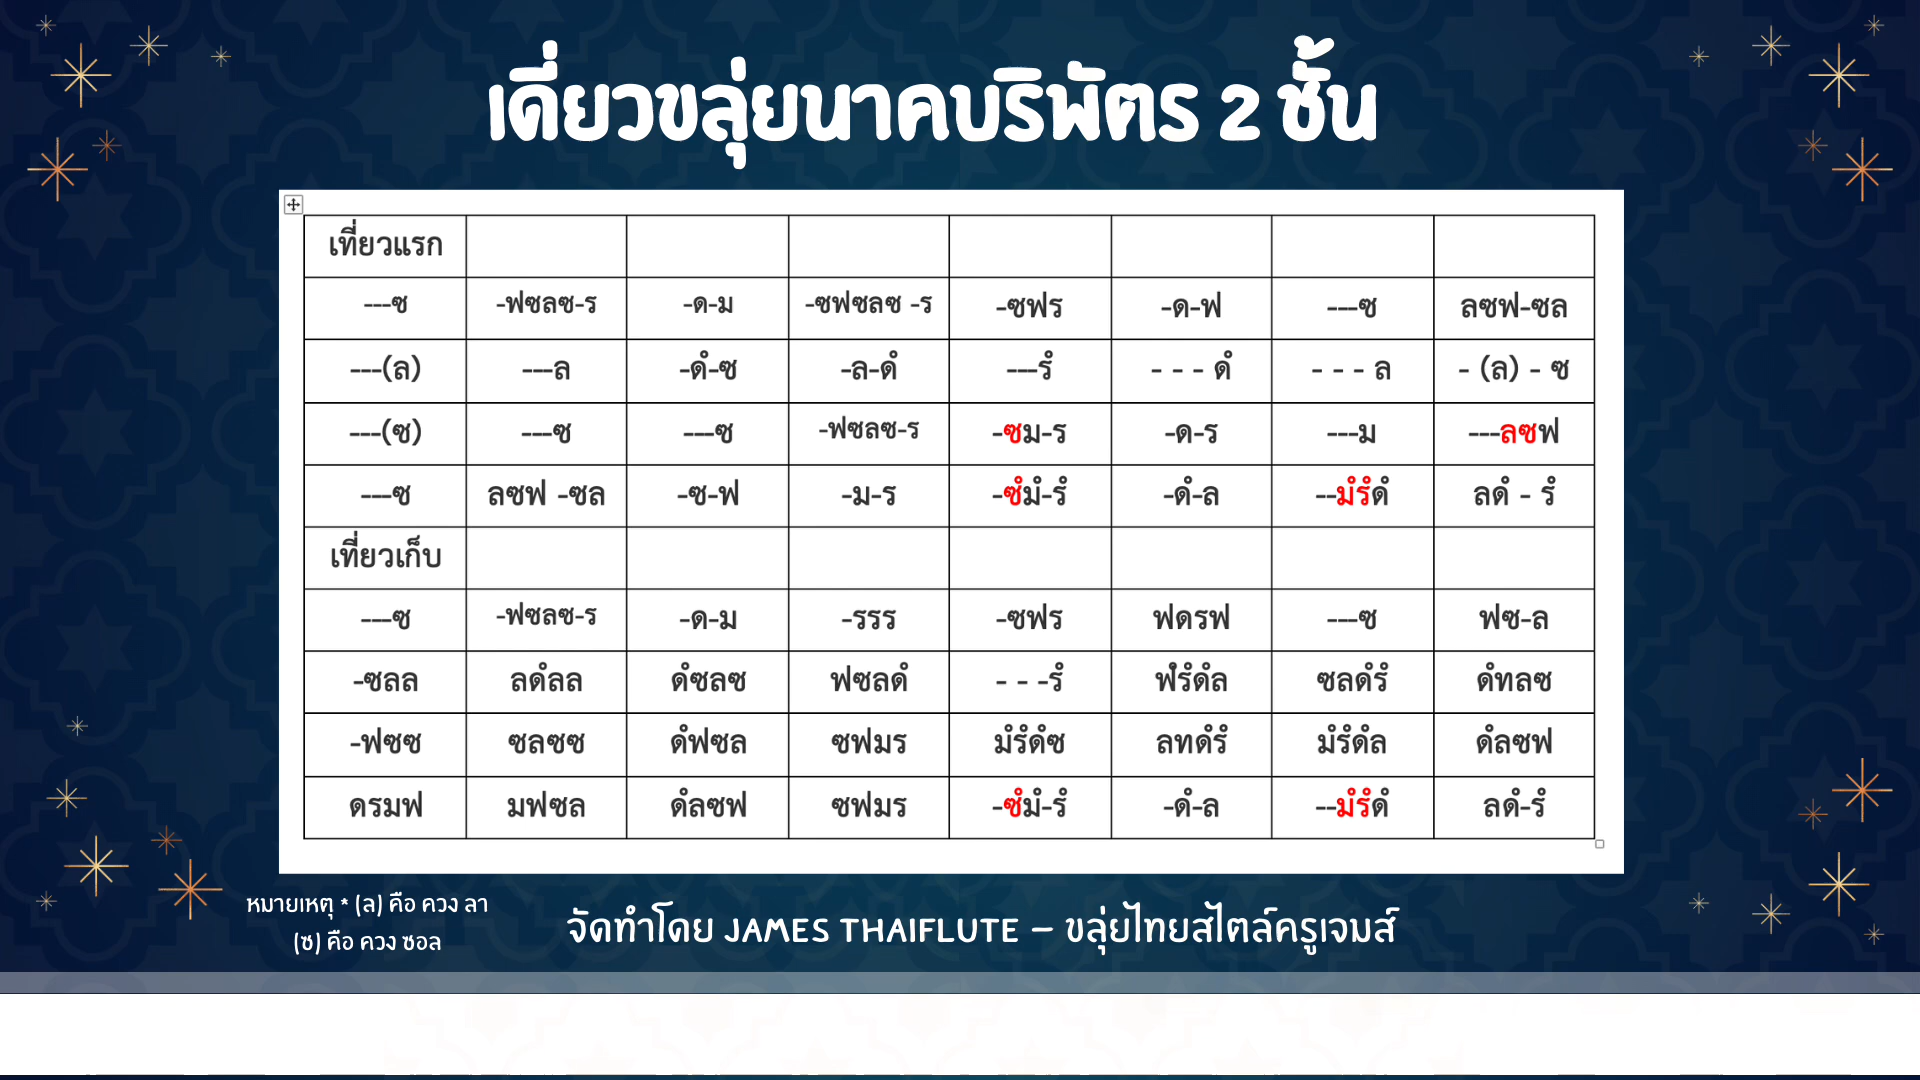 เดี่ยวขลุ่ยนาคบริพัตร 2 ชั้น
เที่ยวแรก
---ซ -ฟซลซ-ร -ด-ม -ซฟซลซ -ร -ซฟร -ด-ฟ ---ซ ลซฟ-ซล
---(ล) ---ล -ดํ-ซ -ล-ดํ ---รํ - - - ดํ - - - ล - (ล) - ซ
---(ซ) ---ซ ---ซ -ฟซลซ-ร -ซม-ร -ด-ร ---ม ---ลซฟ
---ซ ลซฟ -ซล -ซ-ฟ -ม-ร -ซํมํ-รํ -ดํ-ล --มํรํดํ ลดํ - รํ
เที่ยวเก็บ
---ซ -ฟซลซ-ร -ด-ม -รรร -ซฟร ฟดรฟ ---ซ ฟซ-ล
-ซลล ลดํลล ดํซลซ ฟซลดํ - - -รํ ฟํรํดํล ซลดํรํ ดํทลซ
-ฟซซ ซลซซ ดํฟซล ซฟมร มํรํดํซ ลทดํรํ มํรํดํล ดํลซฟ
ดรมฟ มฟซล ดํลซฟ ซฟมร -ซํมํ-รํ -ดํ-ล --มํรํดํ ลดํ-รํ
หมายเหตุ * (ล) คือ ควง ลา
(ซ) คือ ควง ซอล
จัดทำโดย JAMES THAIFLUTE – ขลุ่ยไทยสไตล์ครูเจมส์